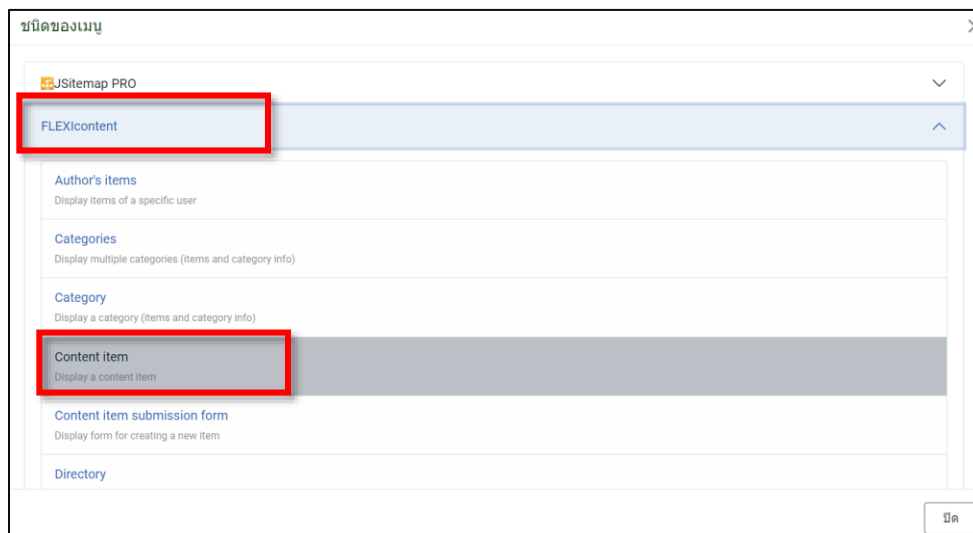 ชนิดของเมนู
JSitemap PRO
FLEXIcontent
Author's items
Display items of a specific user
Categories
Display multiple categories (items and category info)
Category
Display a category (items and category info)
Content item
Display a content item
Content item submission form
Display form for creating a new item
Directory
ปิด